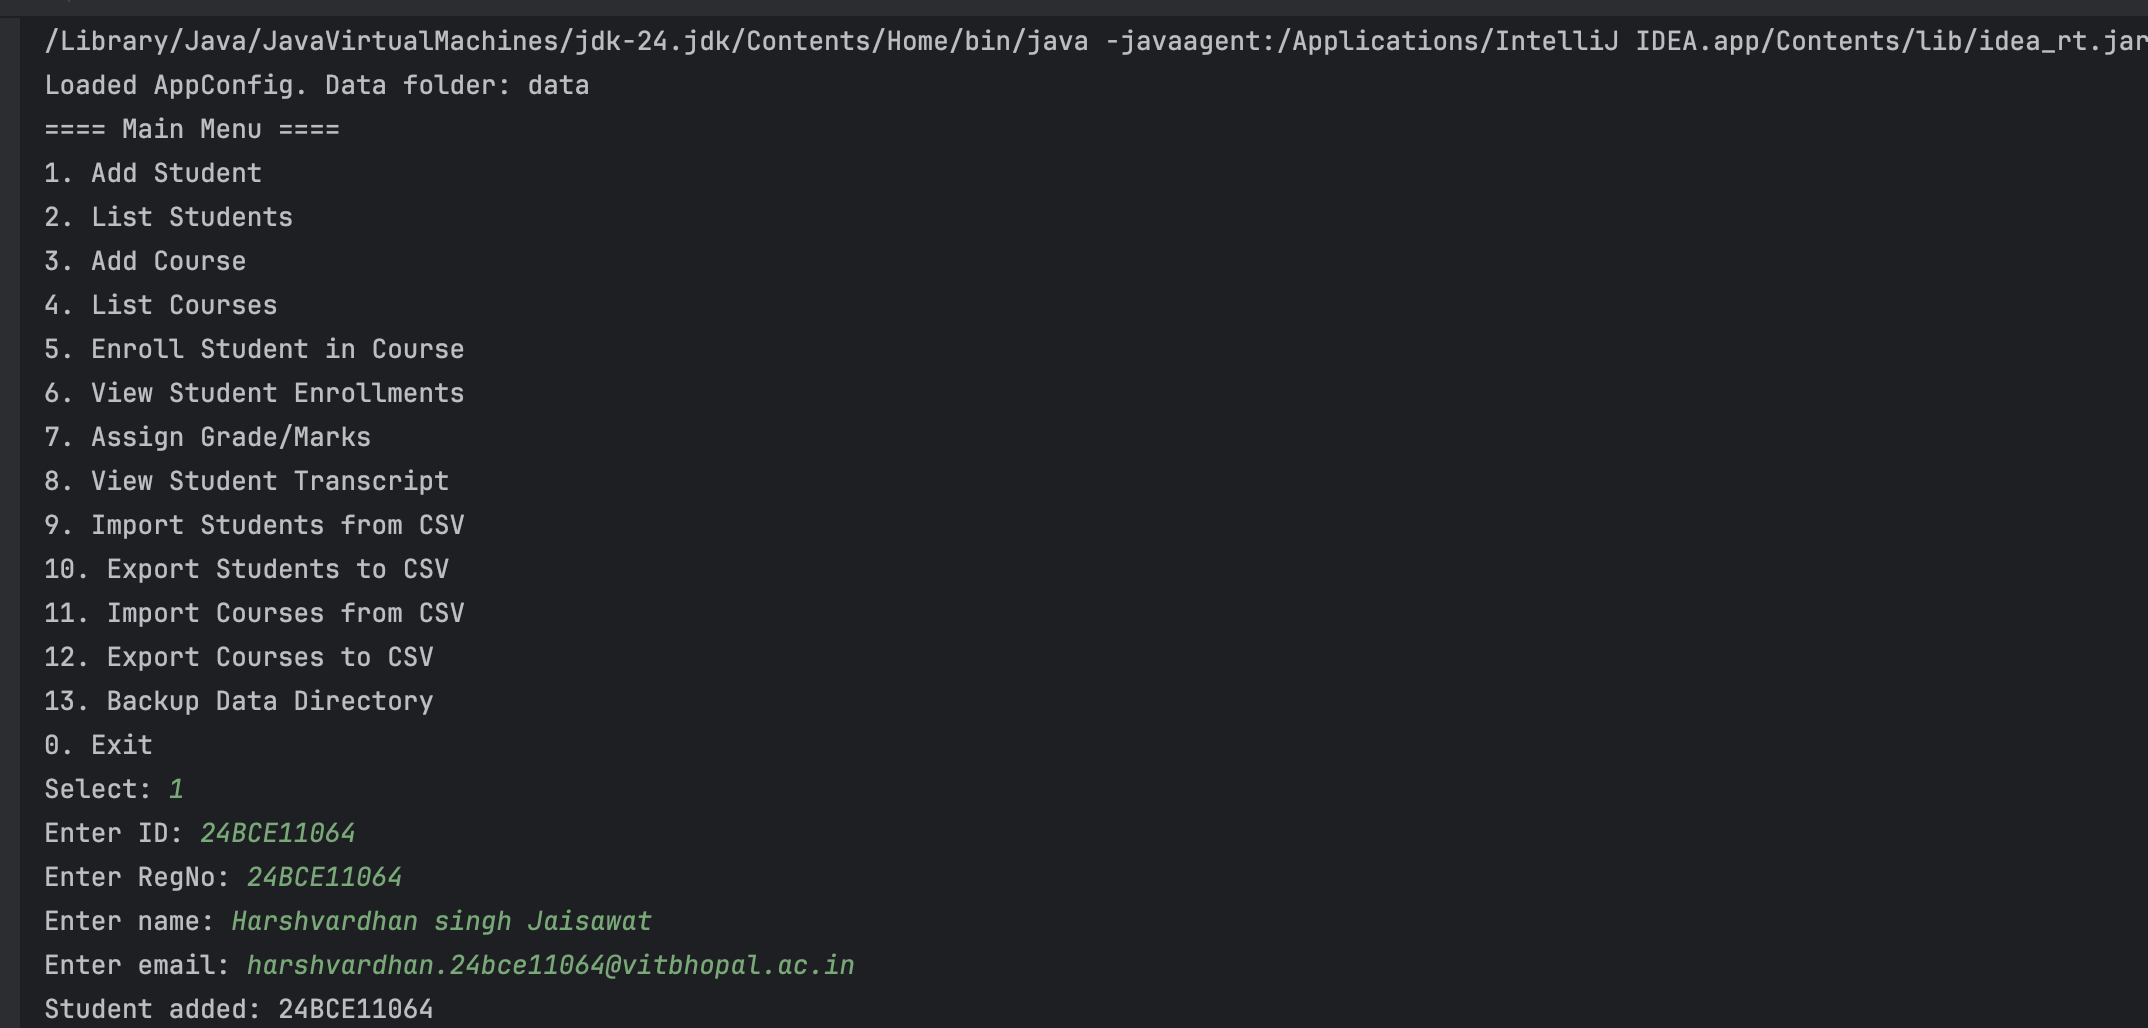 /Library/Java/JavaVirtualMachines/jdk-24.jdk/Contents/Home/bin/java -javaagent:/Applications/IntelliJ IDEA.app/Contents/lib/idea_rt.jar
Loaded AppConfig. Data folder: data
==== Main Menu ====
1. Add Student
2. List Students
3. Add Course
4. List Courses
5. Enroll Student in Course
6. View Student Enrollments
7. Assign Grade/Marks
8. View Student Transcript
9. Import Students from CSV
10. Export Students to CSV
11. Import Courses from CSV
12. Export Courses to CSV
13. Backup Data Directory
0. Exit
Select: 1
Enter ID: 24BCE11064
Enter RegNo: 24BCE11064
Enter name: Harshvardhan singh Jaisawat
Enter email: harshvardhan.24bce11064@vitbhopal.ac.in
Student added: 24BCE11064